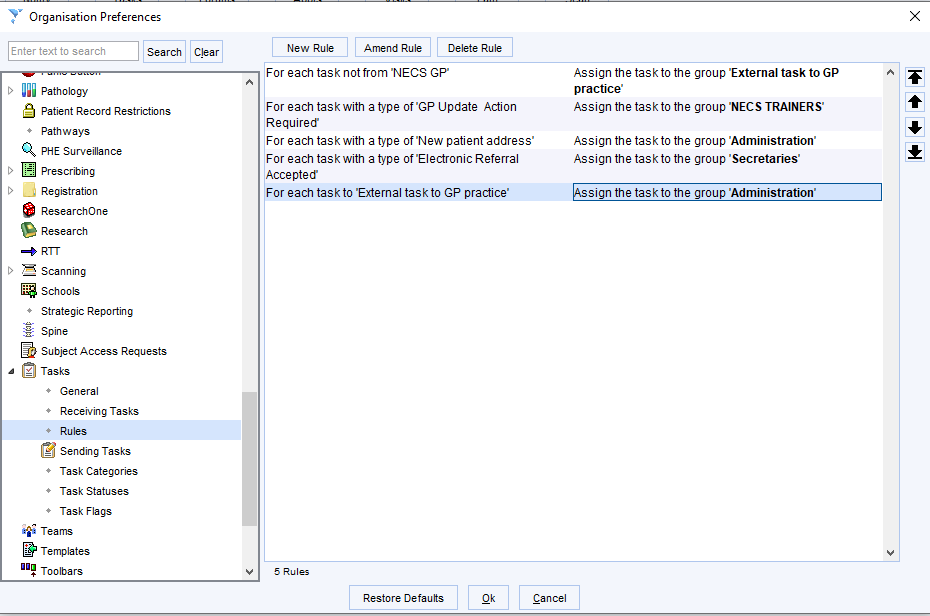 Organisation Preferences
Enter text to search
Search
Clear
New Rule
Amend Rule
Delete Rule
Panic Button
Pathology
Patient Record Restrictions
Pathways
PHE Surveillance
Prescribing
Registration
ResearchOne
Research
RTT
Scanning
Schools
Strategic Reporting
Spine
Subject Access Requests
Tasks
General
Receiving Tasks
Rules
Sending Tasks
Task Categories
Task Statuses
Task Flags
Teams
Templates
Toolbars
For each task not from 'NECS GP'
Assign the task to the group 'External task to GP
practice'
For each task with a type of 'GP Update  Action
Required'
Assign the task to the group 'NECS TRAINERS'
For each task with a type of 'New patient address'
Assign the task to the group 'Administration'
For each task with a type of 'Electronic Referral
Accepted'
Assign the task to the group 'Secretaries'
For each task to 'External task to GP practice'
Assign the task to the group 'Administration'
5 Rules
Restore Defaults
Ok
Cancel